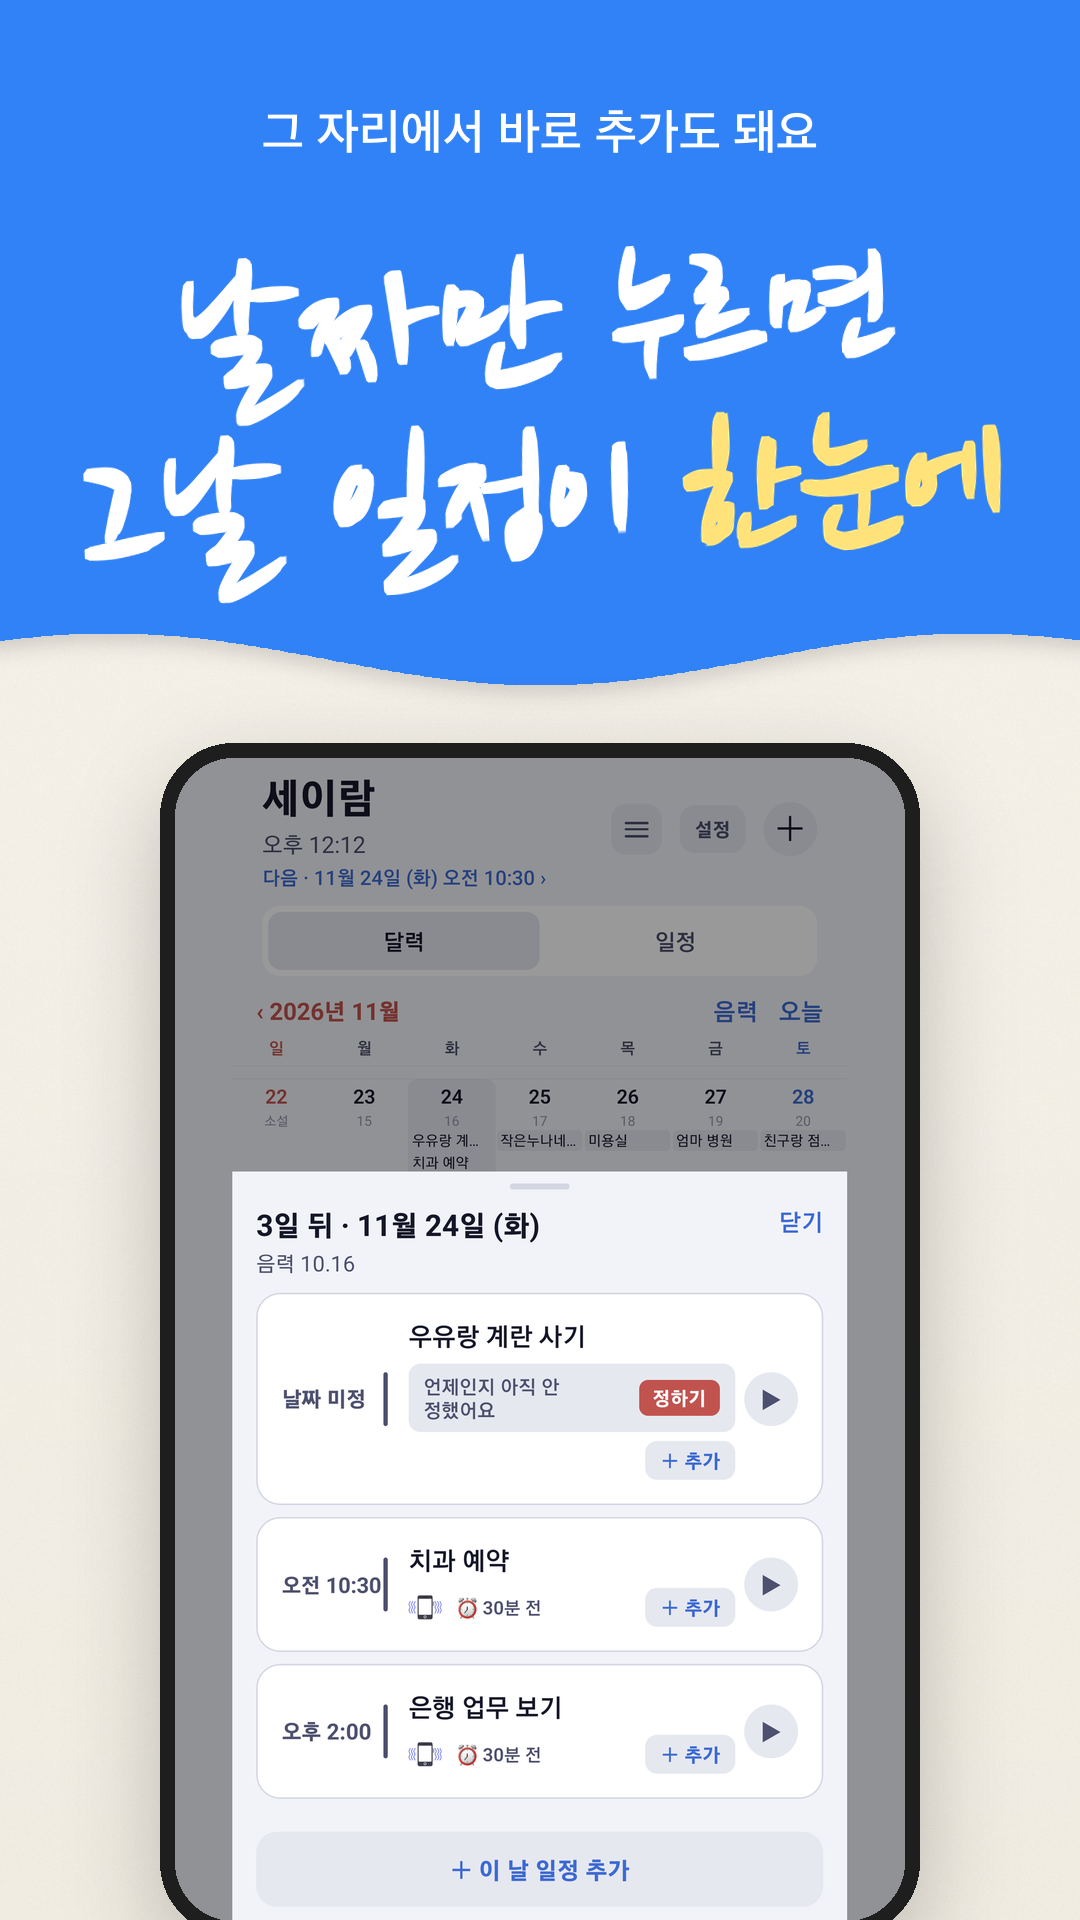 그 자리에서 바로 추가도 돼요
날짜만 누르면
그날 일정이 한눈에
세이람
오후 12:12
다음 · 11월 24일 (화) 오전 10:30 ›
설정
달력 일정
‹ 2026년 11월 음력 오늘
일 월 화 수 목 금 토
22 23 24 25 26 27 28
소설 15 16 17 18 19 20
우유랑 계... 작은누나네... 미용실 엄마 병원 친구랑 점...
치과 예약
3일 뒤 · 11월 24일 (화) 닫기
음력 10.16
우유랑 계란 사기
날짜 미정
언제인지 아직 안
정했어요
정하기
+ 추가
치과 예약
오전 10:30
30분 전
+ 추가
은행 업무 보기
오후 2:00
30분 전
+ 추가
+ 이 날 일정 추가